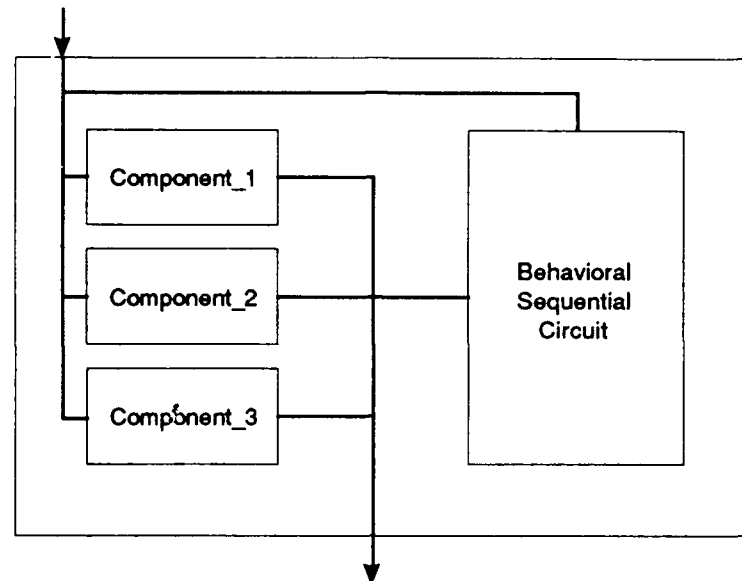 Component_1
Component_2
Component_3
Behavioral
Sequential
Circuit